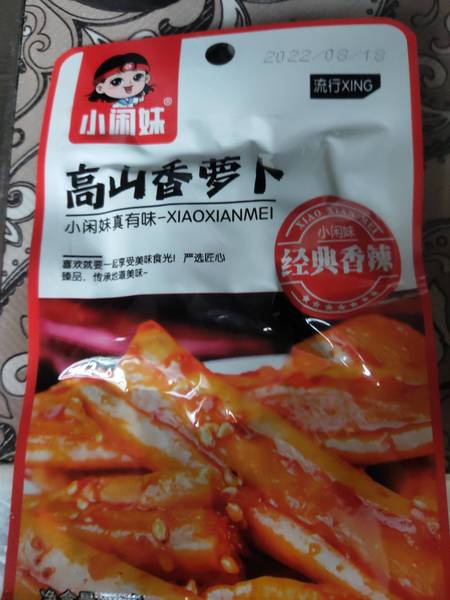 2022/08/18
流行XING
小闲妹®
高山香萝卜
小闲妹真有味-XIAOXIANMEI
喜欢就要一起享受美味食光！严选匠心
臻品，传承地道美味~
XIAO XIAN MEI
小闲妹
经典香辣
净含量